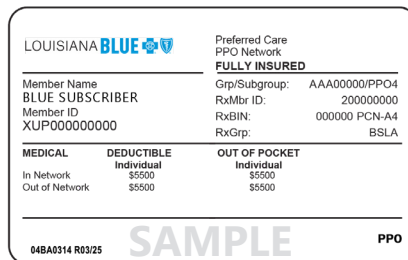 LOUISIANA BLUE
Preferred Care
PPO Network
FULLY INSURED
Member Name
BLUE SUBSCRIBER
Member ID
XUP000000000
Grp/Subgroup: AAA00000/PPO4
RxMbr ID: 200000000
RxBIN: 000000 PCN-A4
RxGrp: BSLA
MEDICAL DEDUCTIBLE OUT OF POCKET
Individual Individual
In Network $5500 $5500
Out of Network $5500 $5500
SAMPLE
04BA0314 R03/25
PPO